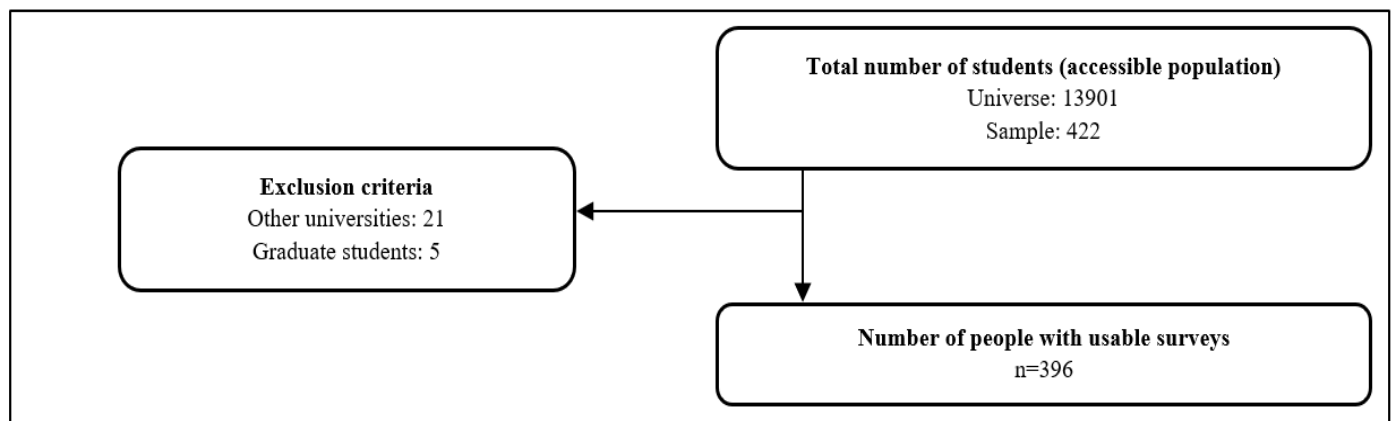 Total number of students (accessible population)
Universe: 13901
Sample: 422
Exclusion criteria
Other universities: 21
Graduate students: 5
Number of people with usable surveys
n=396